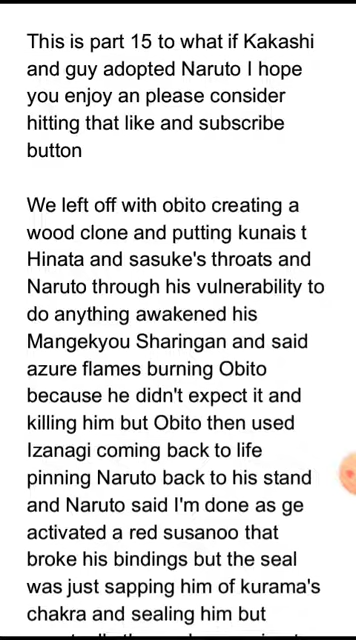 This is part 15 to what if Kakashi
and guy adopted Naruto I hope
you enjoy an please consider
hitting that like and subscribe
button
We left off with obito creating a
wood clone and putting kunais t
Hinata and sasuke's throats and
Naruto through his vulnerability to
do anything awakened his
Mangekyou Sharingan and said
azure flames burning Obito
because he didn't expect it and
killing him but Obito then used
Izanagi coming back to life
pinning Naruto back to his stand
and Naruto said I'm done as ge
activated a red susanoo that
broke his bindings but the seal
was just sapping him of kurama's
chakra and sealing him but